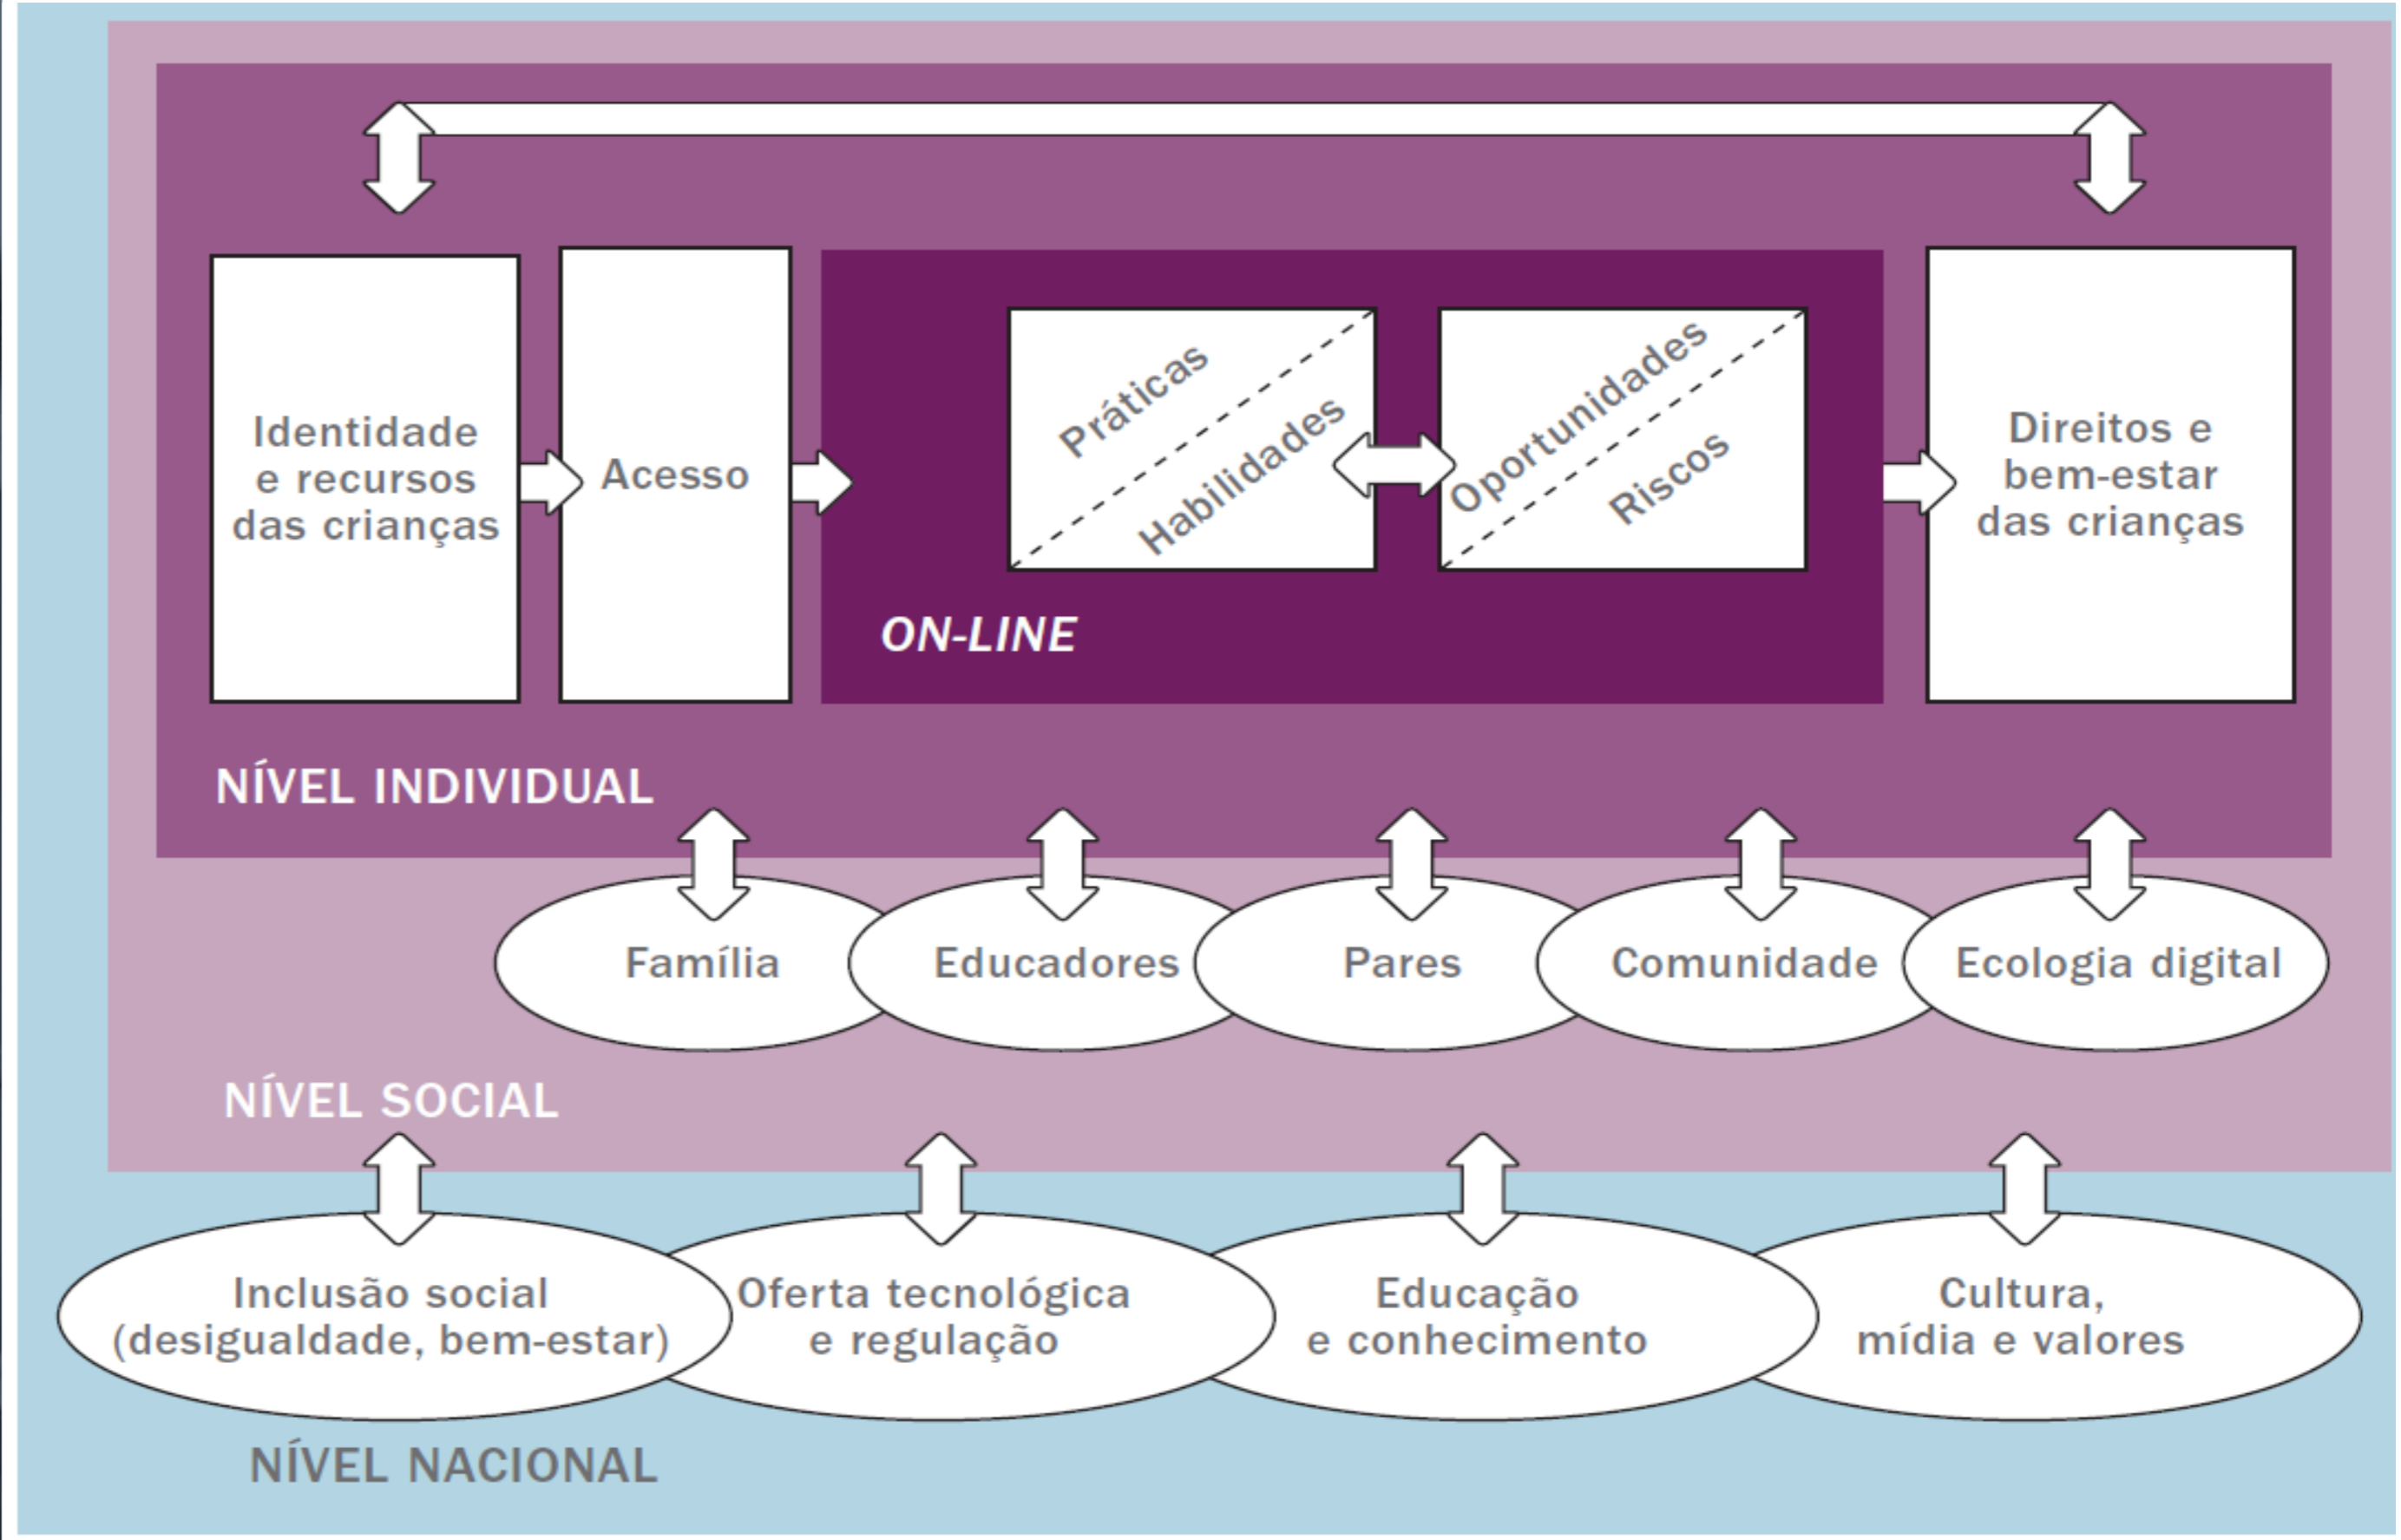 Identidade
e recursos
das crianças
Acesso
Práticas
Habilidades
Oportunidades
Riscos
ON-LINE
Direitos e
bem-estar
das crianças
NÍVEL INDIVIDUAL
Família
Educadores
Pares
Comunidade
Ecologia digital
NÍVEL SOCIAL
Inclusão social
(desigualdade, bem-estar)
Oferta tecnológica
e regulação
Educação
e conhecimento
Cultura,
mídia e valores
NÍVEL NACIONAL